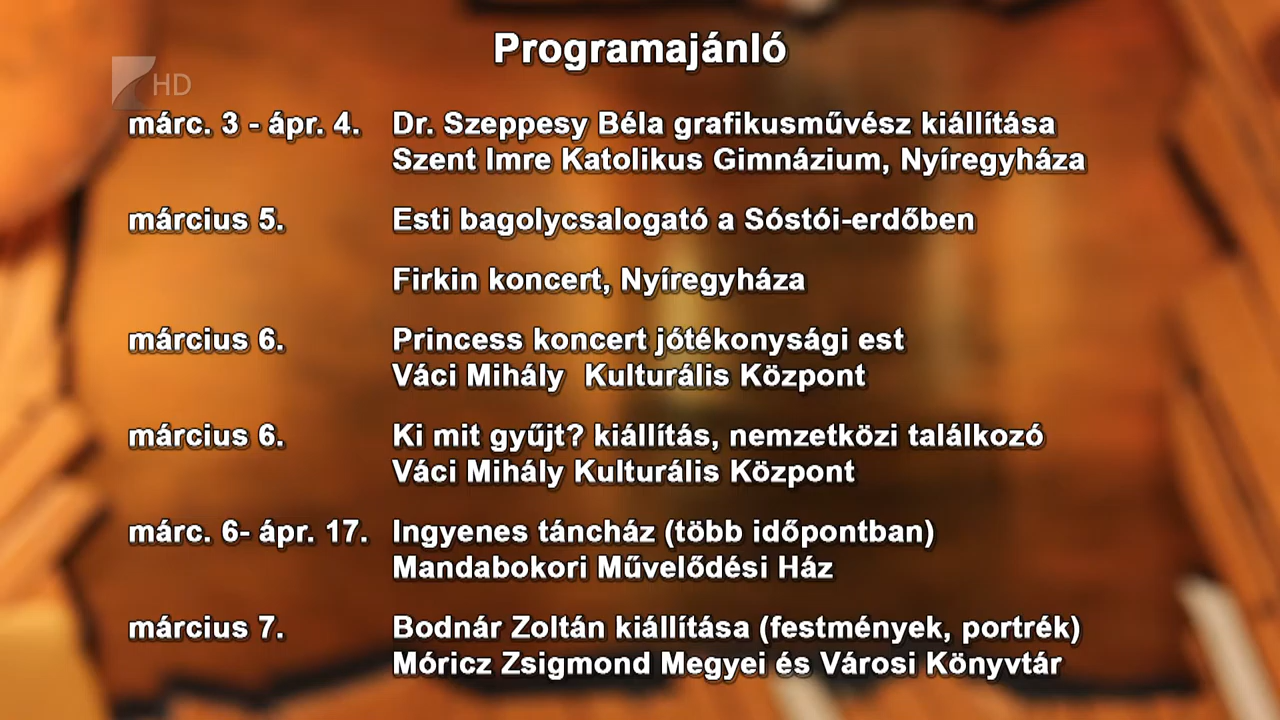 Programajánló
HD
márc. 3 - ápr. 4. Dr. Szeppesy Béla grafikusművész kiállítása
Szent Imre Katolikus Gimnázium, Nyíregyháza
március 5. Esti bagolycsalogató a Sóstói-erdőben
Firkin koncert, Nyíregyháza
március 6. Princess koncert jótékonysági est
Váci Mihály Kulturális Központ
március 6. Ki mit gyűjt? kiállítás, nemzetközi találkozó
Váci Mihály Kulturális Központ
márc. 6- ápr. 17. Ingyenes táncház (több időpontban)
Mandabokori Művelődési Ház
március 7. Bodnár Zoltán kiállítása (festmények, portrék)
Móricz Zsigmond Megyei és Városi Könyvtár